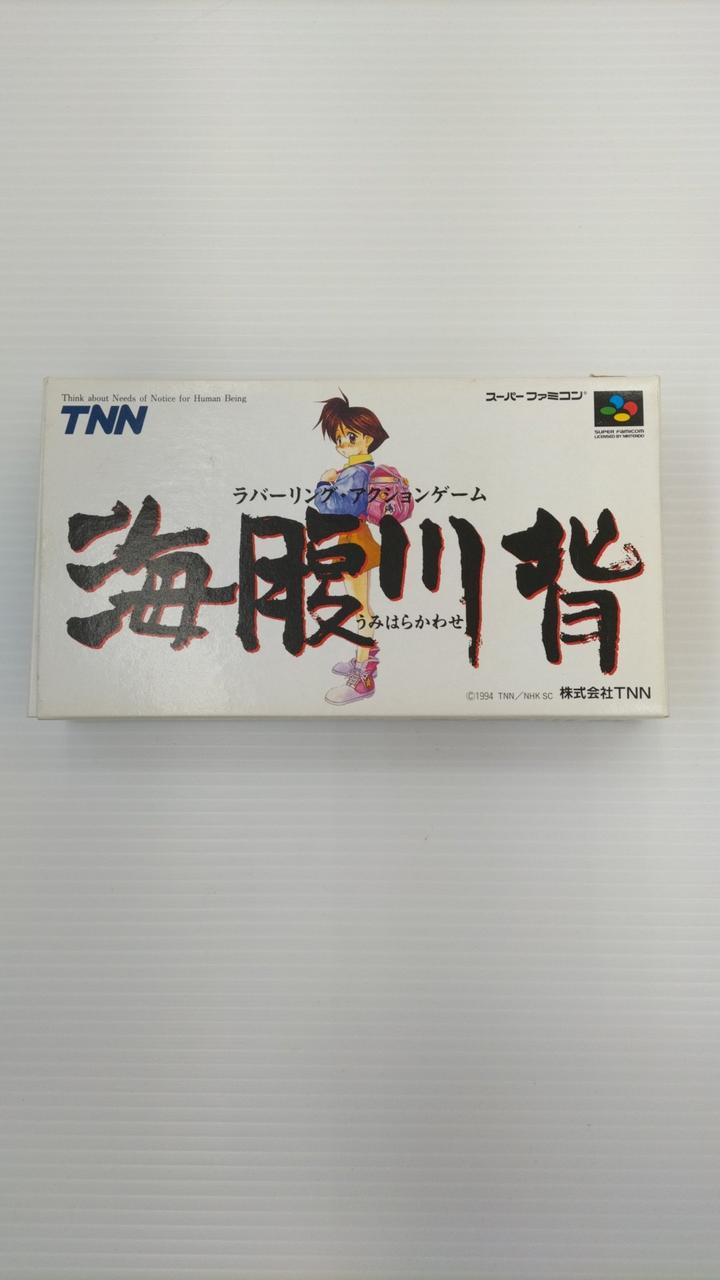 Think about Needs of Notice for Human Being
TNN
スーパーファミコン®
SUPER FAMICOM
LICENSED BY NINTENDO
ラバーリング・アクションゲーム
海腹川背
うみはらかわせ
©1994 TNN/NHK SC 株式会社TNN